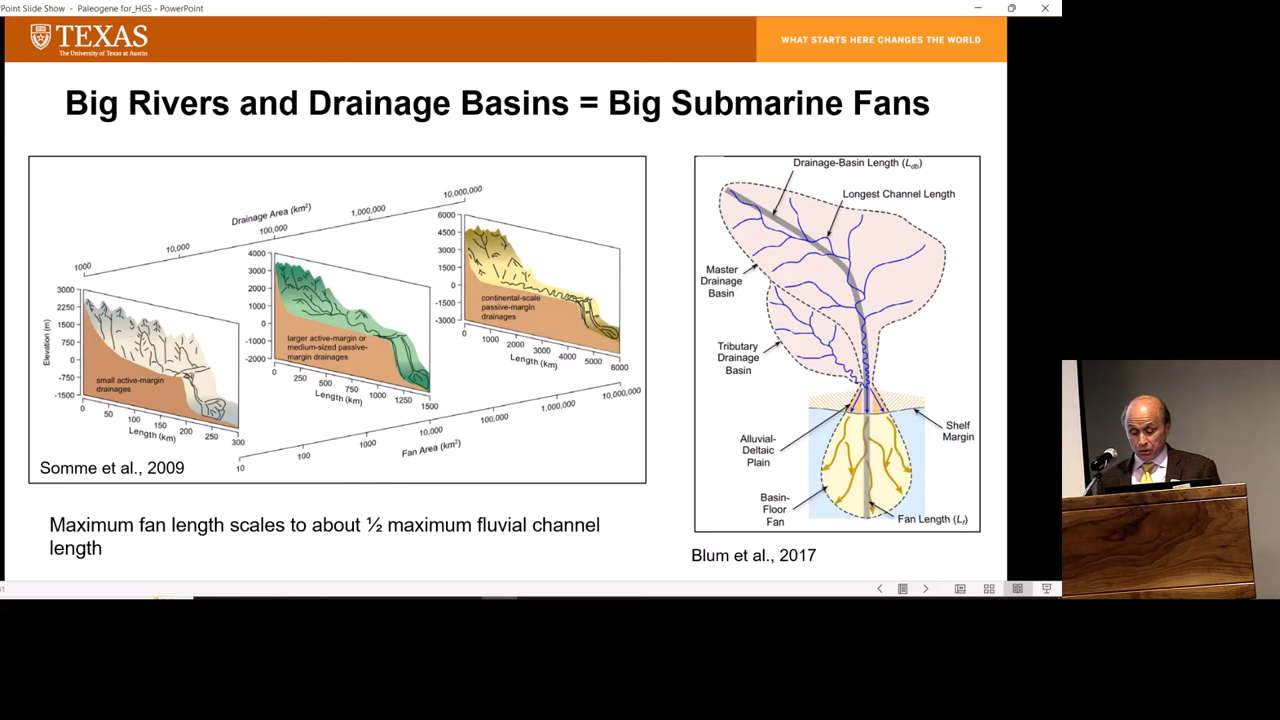 Point Slide Show - Paleogene for_HGS - PowerPoint
TEXAS
The University of Texas at Austin
WHAT STARTS HERE CHANGES THE WORLD
Big Rivers and Drainage Basins = Big Submarine Fans
Drainage Area (km²)
1000
10,000
100,000
1,000,000
10,000,000
Elevation (m)
3000
2250
1500
750
0
-750
-1500
small active-margin
drainages
0
50
100
150
200
250
300
Length (km)
4000
3000
2000
1000
0
-1000
-2000
larger active-margin or
medium-sized passive-
margin drainages
0
250
500
750
1000
1250
1500
Length (km)
6000
4500
3000
1500
0
-1500
-3000
continental-scale
passive-margin
drainages
0
1000
2000
3000
4000
5000
6000
Length (km)
10
100
1000
10,000
100,000
1,000,000
10,000,000
Fan Area (km²)
Somme et al., 2009
Maximum fan length scales to about ½ maximum fluvial channel
length
Drainage-Basin Length (Ldb)
Longest Channel Length
Master
Drainage
Basin
Tributary
Drainage
Basin
Shelf
Margin
Alluvial-
Deltaic
Plain
Basin-
Floor
Fan
Fan Length (Lf)
Blum et al., 2017